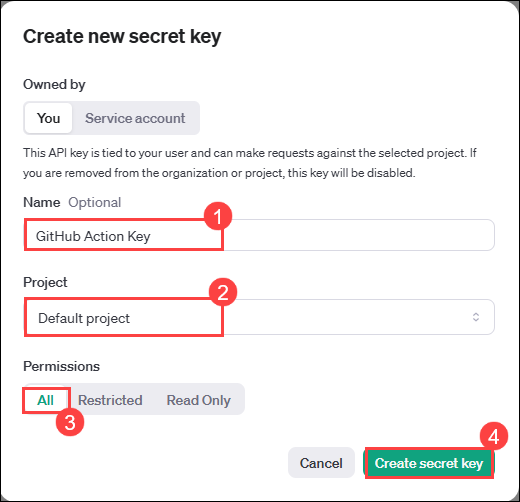 Create new secret key
Owned by
You Service account
This API key is tied to your user and can make requests against the selected project. If
you are removed from the organization or project, this key will be disabled.
Name Optional
1
GitHub Action Key
Project
2
Default project
Permissions
All Restricted Read Only
3
4
Cancel Create secret key